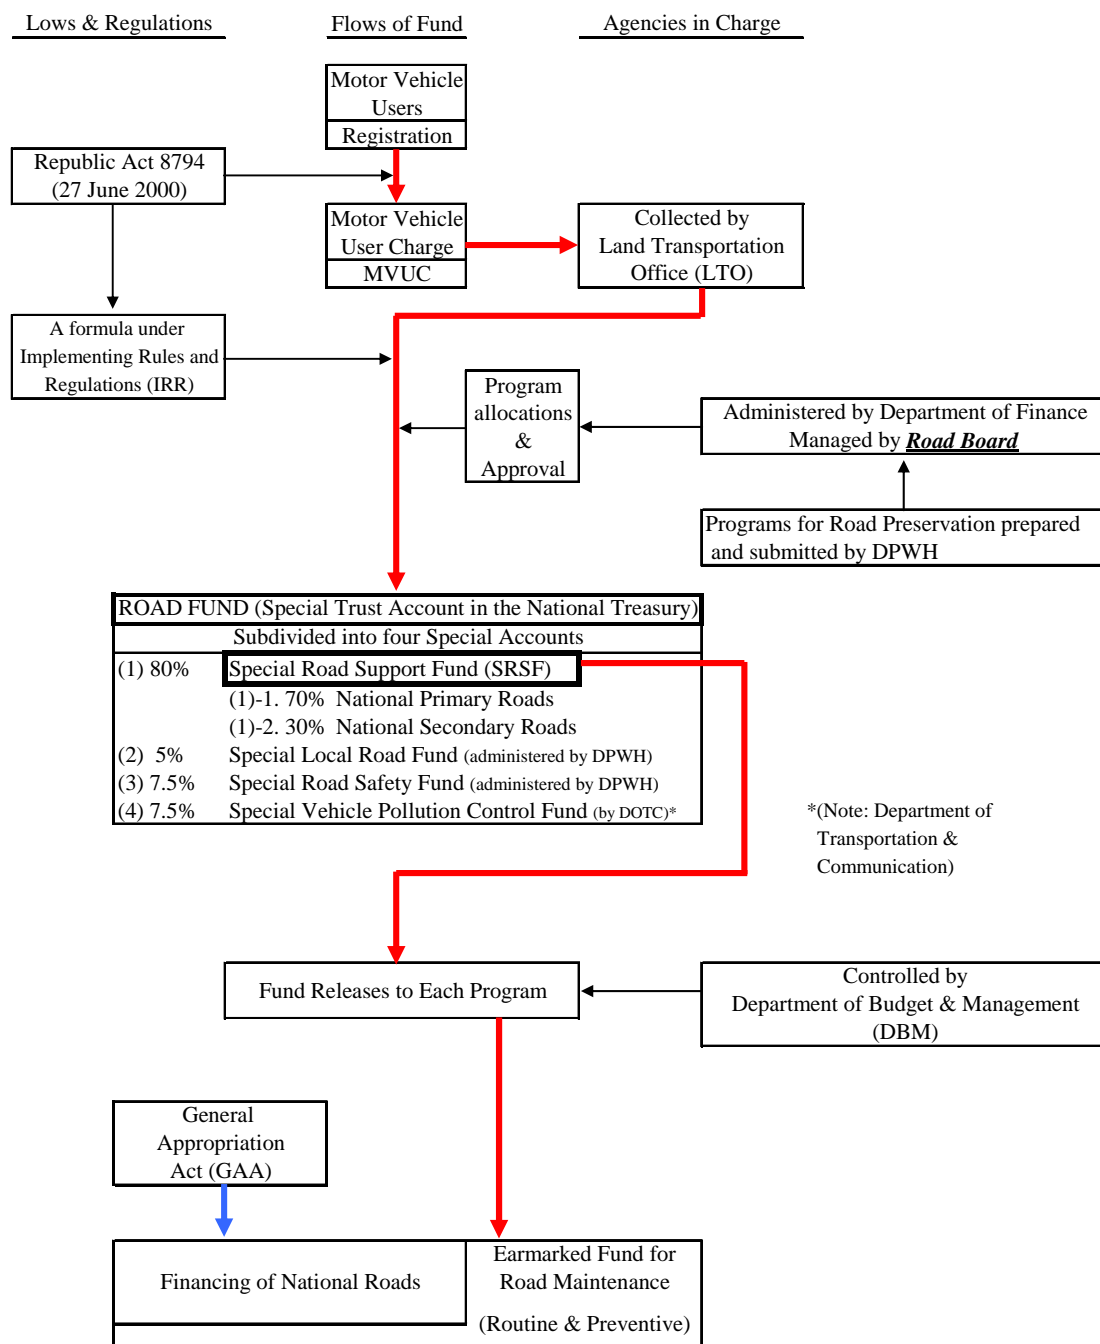 Lows & Regulations
Flows of Fund
Agencies in Charge
Motor Vehicle
Users
Registration
Republic Act 8794
(27 June 2000)
Motor Vehicle
User Charge
MVUC
Collected by
Land Transportation
Office (LTO)
A formula under
Implementing Rules and
Regulations (IRR)
Program
allocations
&
Approval
Administered by Department of Finance
Managed by Road Board
Programs for Road Preservation prepared
and submitted by DPWH
ROAD FUND (Special Trust Account in the National Treasury)
Subdivided into four Special Accounts
(1) 80% Special Road Support Fund (SRSF)
(1)-1. 70% National Primary Roads
(1)-2. 30% National Secondary Roads
(2) 5% Special Local Road Fund (administered by DPWH)
(3) 7.5% Special Road Safety Fund (administered by DPWH)
(4) 7.5% Special Vehicle Pollution Control Fund (by DOTC)*
*(Note: Department of
Transportation &
Communication)
Fund Releases to Each Program
Controlled by
Department of Budget & Management
(DBM)
General
Appropriation
Act (GAA)
Financing of National Roads
Earmarked Fund for
Road Maintenance
(Routine & Preventive)